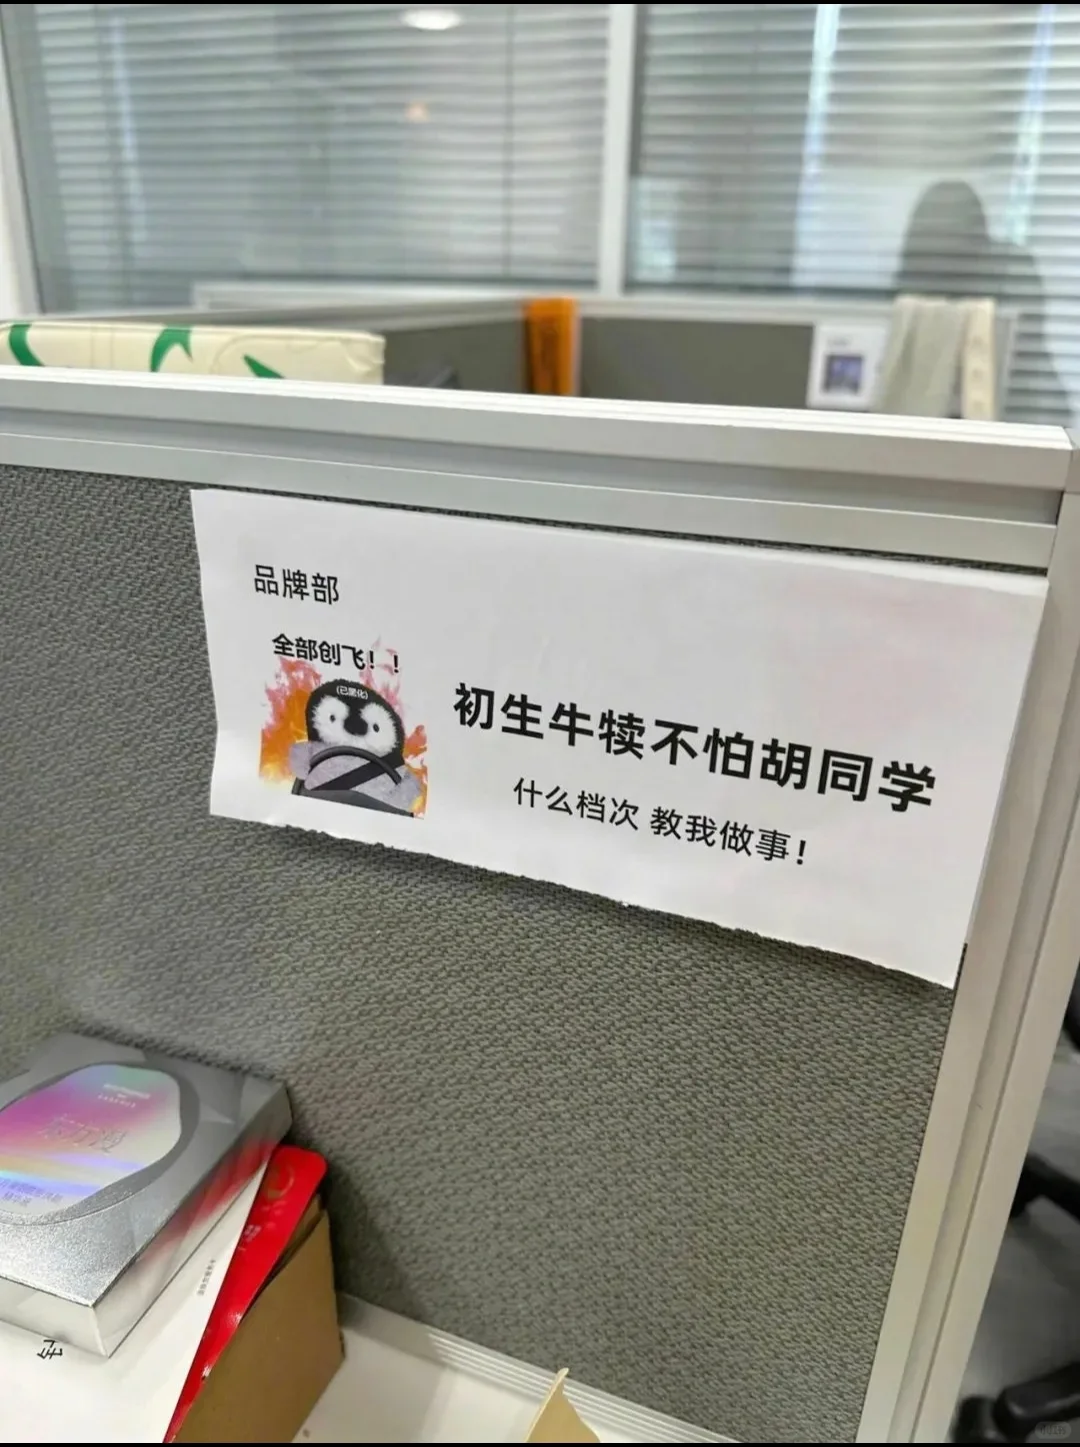 品牌部
全部创飞！！
(已黑化)
初生牛犊不怕胡同学
什么档次 教我做事！